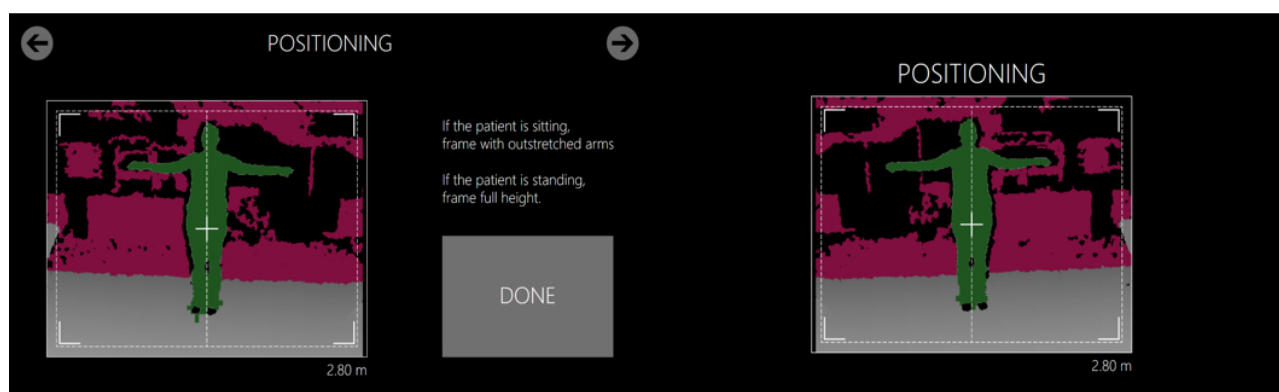 POSITIONING
If the patient is sitting,
frame with outstretched arms
If the patient is standing,
frame full height.
DONE
2.80 m
POSITIONING
2.80 m